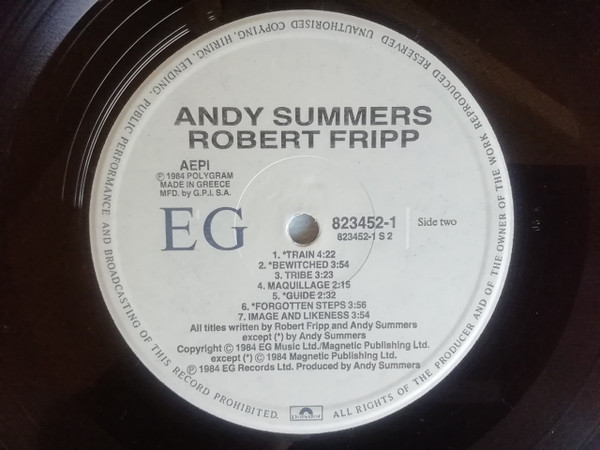 ANDY SUMMERS
ROBERT FRIPP
AEPI
℗ 1984 POLYGRAM
MADE IN GREECE
MFD. by G.P.I. S.A.
EG
823452-1
823452-1 S 2
Side two
1. *TRAIN 4:22
2. *BEWITCHED 3:54
3. TRIBE 3:23
4. MAQUILLAGE 2:15
5. *GUIDE 2:32
6. *FORGOTTEN STEPS 3:56
7. IMAGE AND LIKENESS 3:54
All titles written by Robert Fripp and Andy Summers
except (*) by Andy Summers
Copyright © 1984 EG Music Ltd./Magnetic Publishing Ltd.
except (*) © 1984 Magnetic Publishing Ltd.
℗ 1984 EG Records Ltd. Produced by Andy Summers
ALL RIGHTS OF THE PRODUCER AND OF THE OWNER OF THE WORK REPRODUCED RESERVED UNAUTHORISED COPYING, HIRING, LENDING, PUBLIC PERFORMANCE AND BROADCASTING OF THIS RECORD PROHIBITED.
Polydor